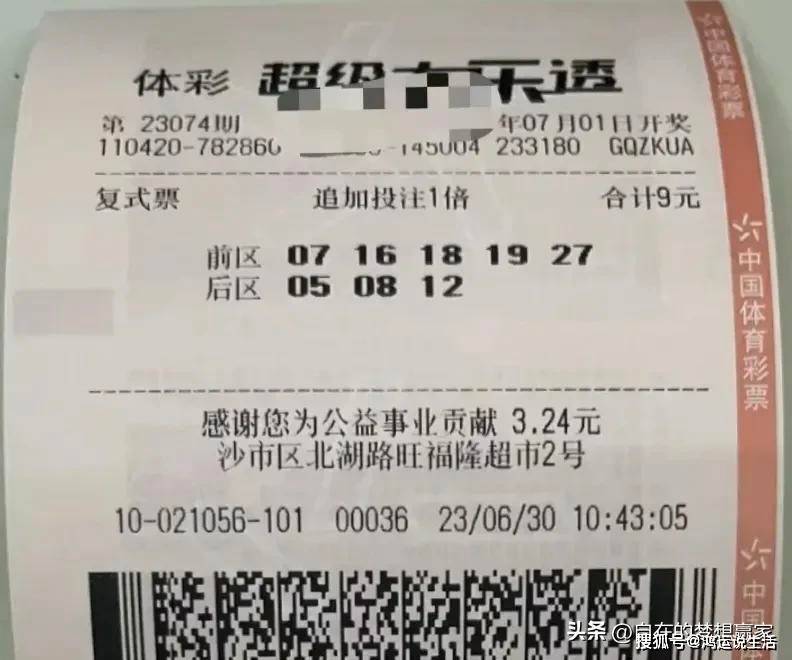 体彩 超级大乐透
第 23074期 年07月01日开奖
110420-78286 -145004 233180 GQZKUA
复式票 追加投注1倍 合计9元
前区 07 16 18 19 27
后区 05 08 12
感谢您为公益事业贡献 3.24元
沙市区北湖路旺福隆超市2号
10-021056-101 00036 23/06/30 10:43:05
中国体育彩票
中国体育彩票
中国体
头条 @自在的梦想赢家
搜狐号@鸿运说生活